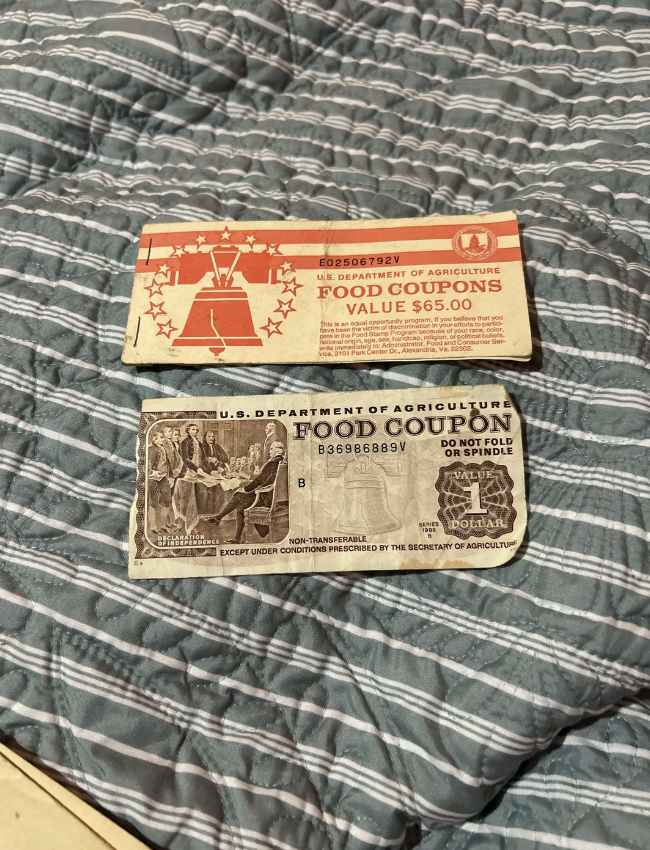 E02506792V
U.S. DEPARTMENT OF AGRICULTURE
FOOD COUPONS
VALUE $65.00
This is an equal opportunity program. If you believe that you
have been the victim of discrimination in your efforts to partici-
pate in the Food Stamp Program because of your race, color,
national origin, age, sex, handicap, religion, or political beliefs,
write immediately to: Administrator, Food and Consumer Ser-
vice, 3101 Park Center Dr., Alexandria, Va. 22302.
U.S. DEPARTMENT OF AGRICULTURE
FOOD COUPON
B36986889V
DO NOT FOLD
OR SPINDLE
B
VALUE
1
DOLLAR
SERIES
1998
B
DECLARATION
OF INDEPENDENCE
NON-TRANSFERABLE
EXCEPT UNDER CONDITIONS PRESCRIBED BY THE SECRETARY OF AGRICULTURE